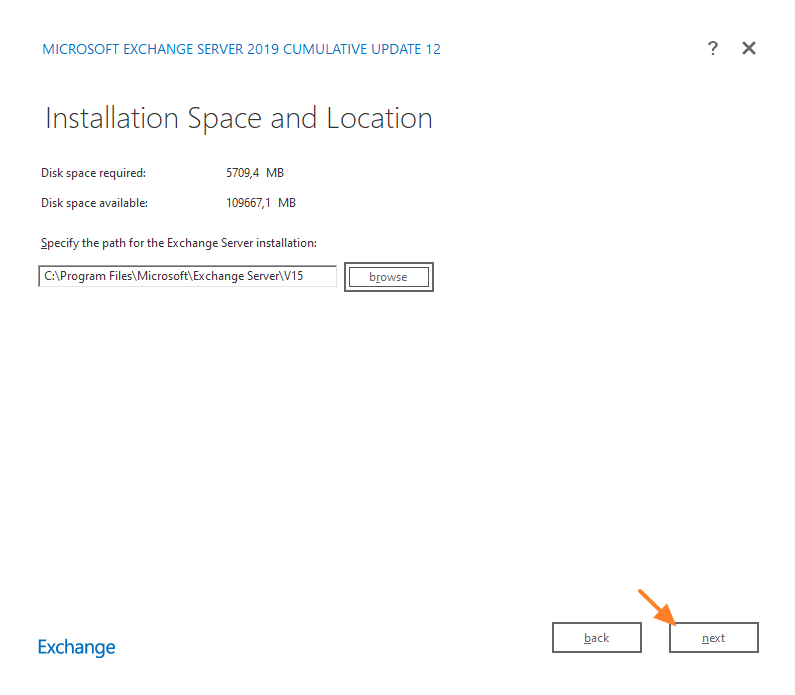 MICROSOFT EXCHANGE SERVER 2019 CUMULATIVE UPDATE 12
?
Installation Space and Location
Disk space required: 5709,4 MB
Disk space available: 109667,1 MB
Specify the path for the Exchange Server installation:
C:\Program Files\Microsoft\Exchange Server\V15 browse
back next
Exchange